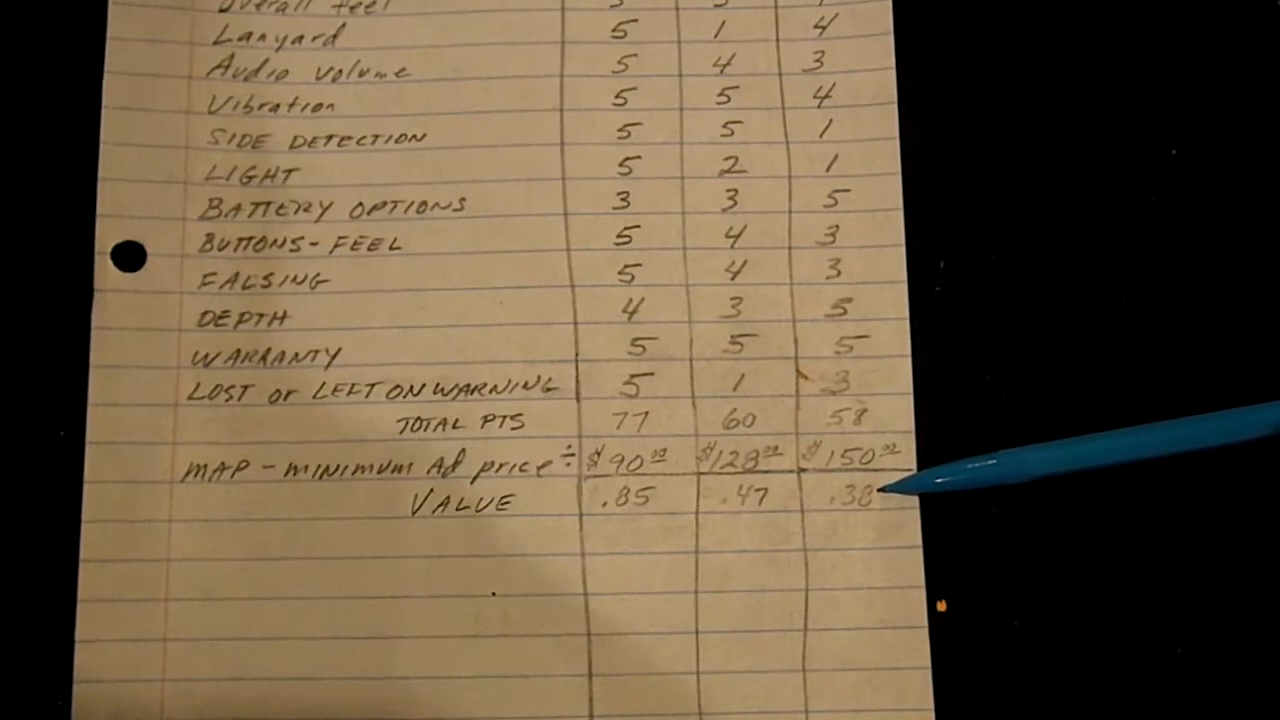 Overall feel
Lanyard 5 1 4
Audio volume 5 4 3
Vibration 5 5 4
SIDE DETECTION 5 5 1
LIGHT 5 2 1
BATTERY OPTIONS 3 3 5
BUTTONS - FEEL 5 4 3
FALSING 5 4 3
DEPTH 4 3 5
WARRANTY 5 5 5
LOST or LEFT ON WARNING 5 1 3
TOTAL PTS 77 60 58
MAP - minimum Ad price ÷ $90.00 $128.00 $150.00
VALUE .85 .47 .38